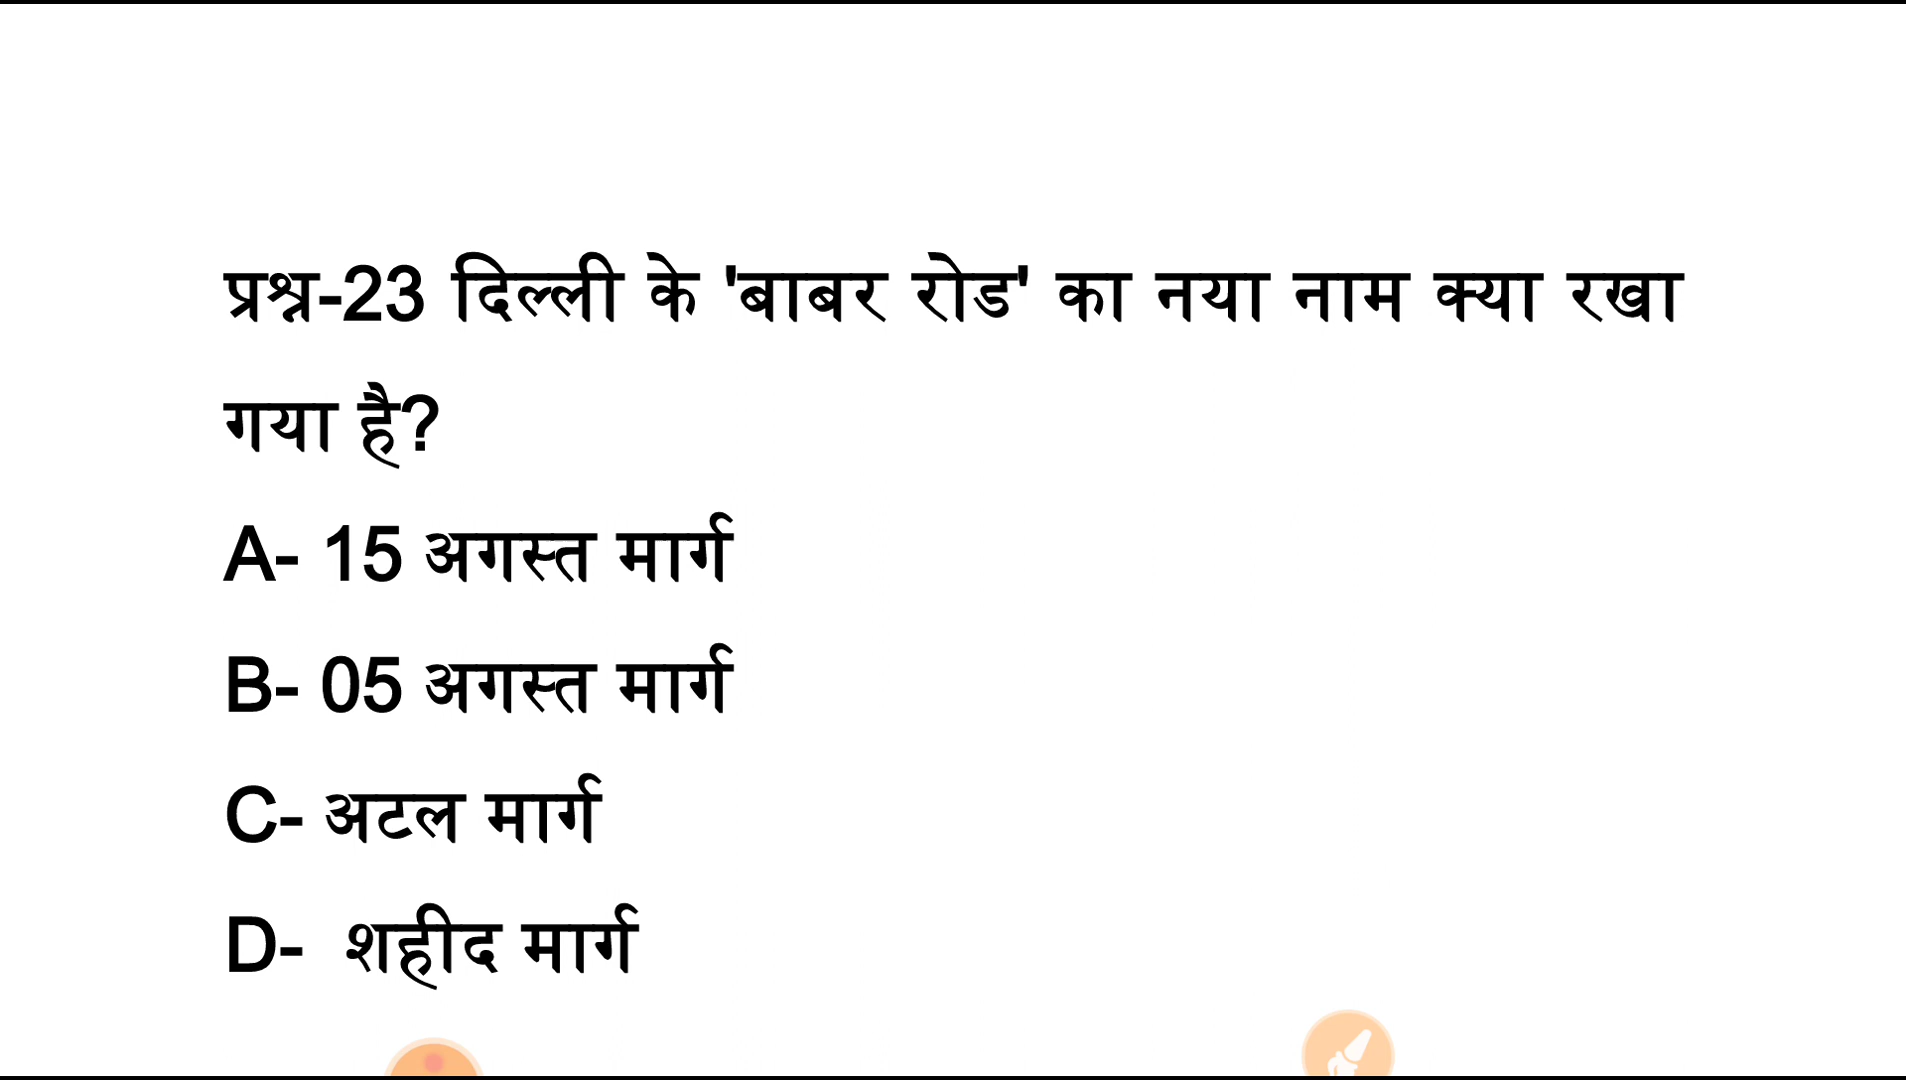 प्रश्न-23 दिल्ली के 'बाबर रोड' का नया नाम क्या रखा
गया है?
A- 15 अगस्त मार्ग
B- 05 अगस्त मार्ग
C- अटल मार्ग
D- शहीद मार्ग